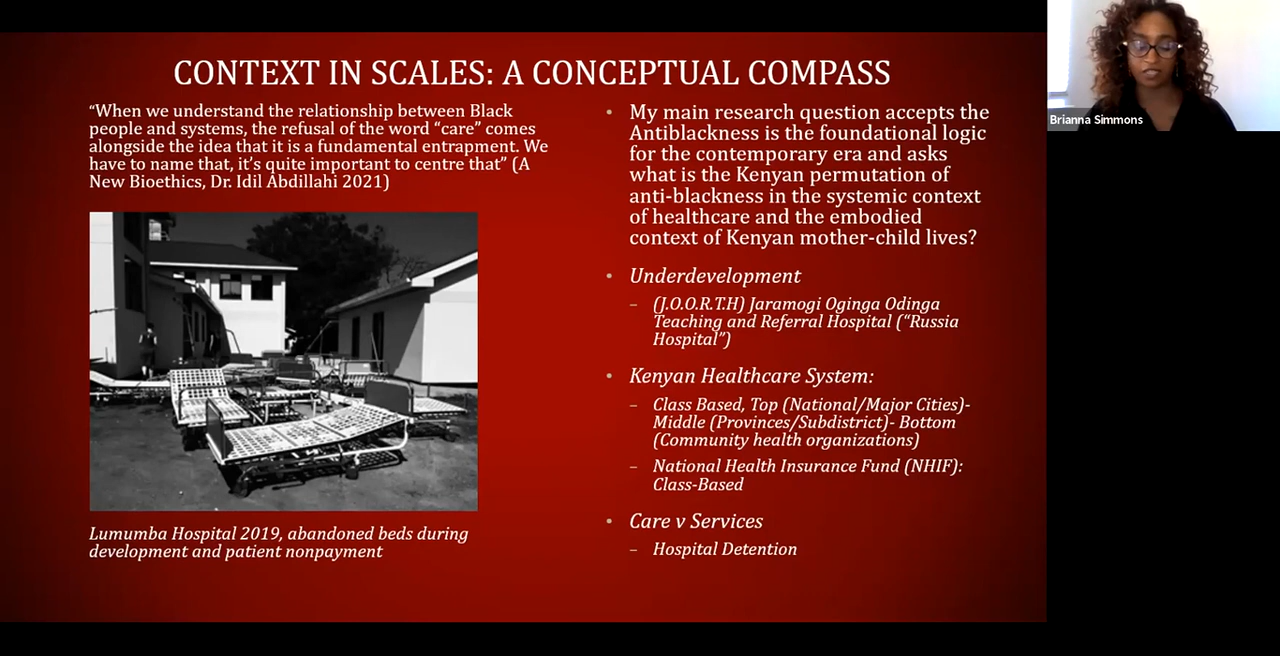 CONTEXT IN SCALES: A CONCEPTUAL COMPASS
“When we understand the relationship between Black
people and systems, the refusal of the word “care” comes
alongside the idea that it is a fundamental entrapment. We
have to name that, it’s quite important to centre that” (A
New Bioethics, Dr. Idil Abdillahi 2021)
Lumumba Hospital 2019, abandoned beds during
development and patient nonpayment
• My main research question accepts the
Antiblackness is the foundational logic
for the contemporary era and asks
what is the Kenyan permutation of
anti-blackness in the systemic context
of healthcare and the embodied
context of Kenyan mother-child lives?
• Underdevelopment
– (J.O.O.R.T.H) Jaramogi Oginga Odinga
Teaching and Referral Hospital (“Russia
Hospital”)
• Kenyan Healthcare System:
– Class Based, Top (National/Major Cities)-
Middle (Provinces/Subdistrict)- Bottom
(Community health organizations)
– National Health Insurance Fund (NHIF):
Class-Based
• Care v Services
– Hospital Detention
Brianna Simmons